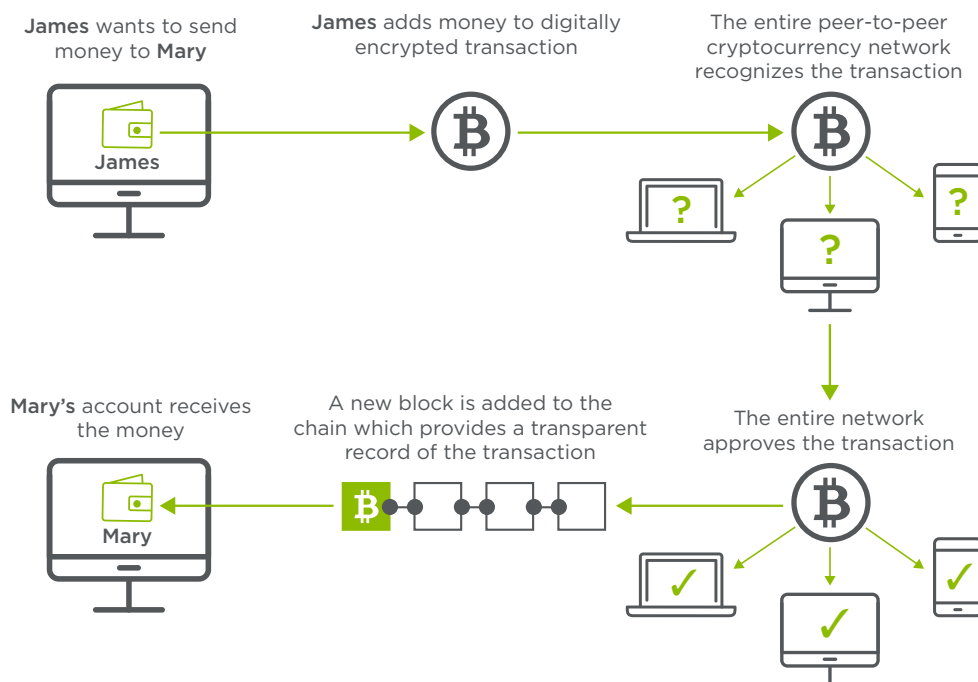 James wants to send
money to Mary
James adds money to digitally
encrypted transaction
The entire peer-to-peer
cryptocurrency network
recognizes the transaction
James
?
?
?
Mary's account receives
the money
A new block is added to the
chain which provides a transparent
record of the transaction
The entire network
approves the transaction
Mary